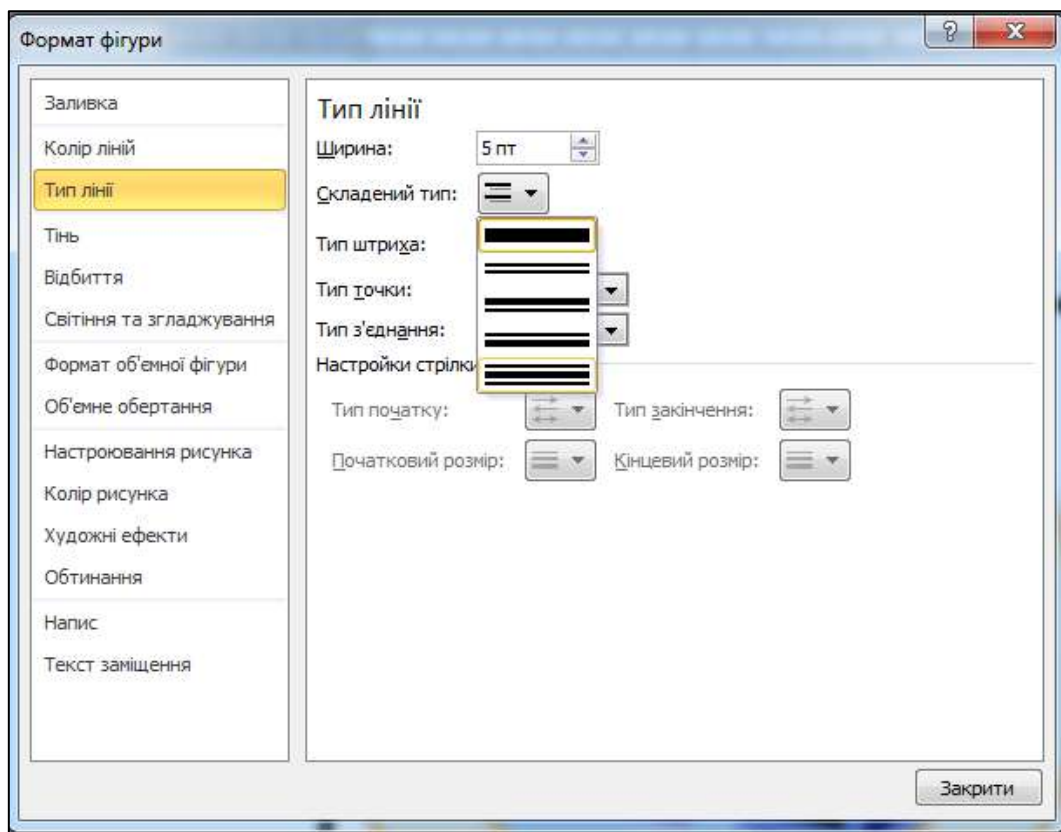 Формат фігури
Заливка
Колір ліній
Тип лінії
Тінь
Відбиття
Світіння та згладжування
Формат об'ємної фігури
Об'ємне обертання
Настроювання рисунка
Колір рисунка
Художні ефекти
Обтинання
Напис
Текст заміщення
Тип лінії
Ширина: 5 пт
Складений тип:
Тип штриха:
Тип точки:
Тип з'єднання:
Настройки стрілки
Тип початку: Тип закінчення:
Початковий розмір: Кінцевий розмір:
Закрити